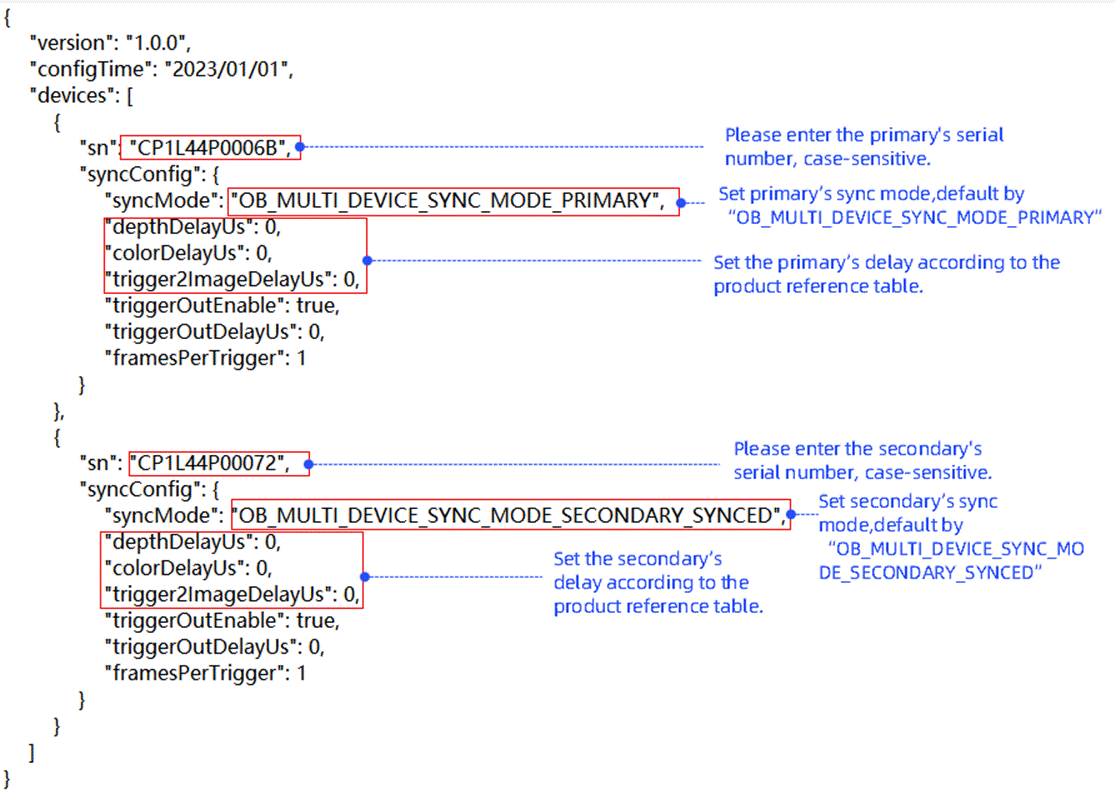 {
"version": "1.0.0",
"configTime": "2023/01/01",
"devices": [
{
"sn": "CP1L44P0006B",
Please enter the primary's serial
number, case-sensitive.
"syncConfig": {
"syncMode": "OB_MULTI_DEVICE_SYNC_MODE_PRIMARY",
Set primary’s sync mode,default by
“OB_MULTI_DEVICE_SYNC_MODE_PRIMARY”
"depthDelayUs": 0,
"colorDelayUs": 0,
"trigger2ImageDelayUs": 0,
Set the primary’s delay according to the
product reference table.
"triggerOutEnable": true,
"triggerOutDelayUs": 0,
"framesPerTrigger": 1
}
},
{
"sn": "CP1L44P00072",
Please enter the secondary's
serial number, case-sensitive.
"syncConfig": {
"syncMode": "OB_MULTI_DEVICE_SYNC_MODE_SECONDARY_SYNCED",
Set secondary’s sync
mode,default by
“OB_MULTI_DEVICE_SYNC_MO
DE_SECONDARY_SYNCED”
"depthDelayUs": 0,
"colorDelayUs": 0,
"trigger2ImageDelayUs": 0,
Set the secondary’s
delay according to the
product reference table.
"triggerOutEnable": true,
"triggerOutDelayUs": 0,
"framesPerTrigger": 1
}
}
]
}